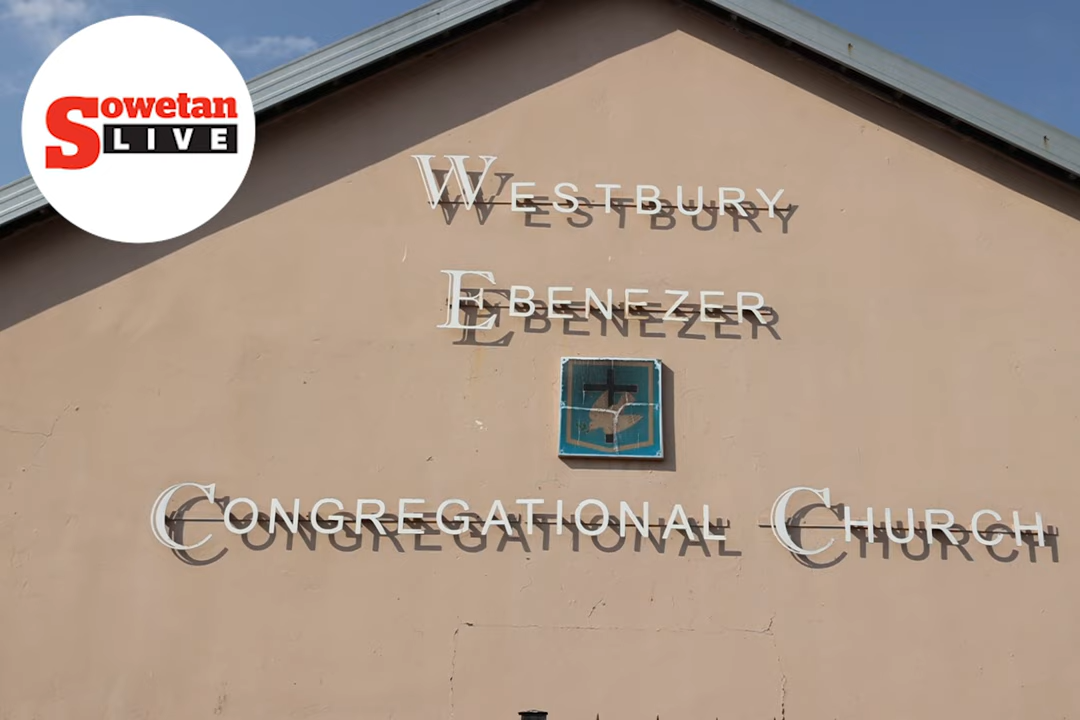 Sowetan
LIVE
WESTBURY
EBENEZER
CONGREGATIONAL CHURCH